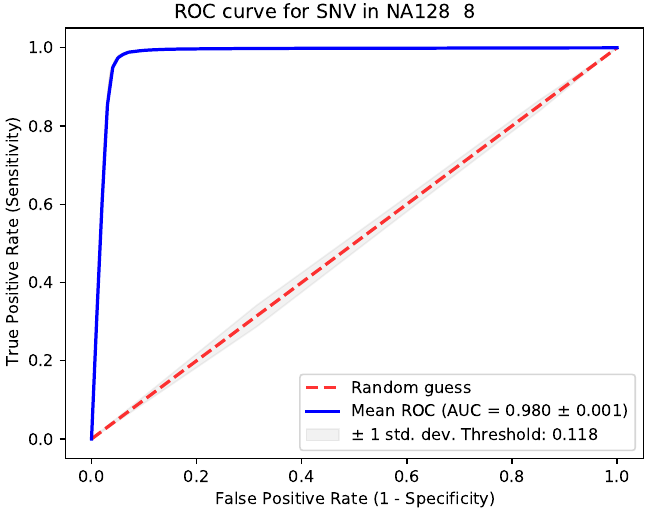 ROC curve for SNV in NA128 8
1.0
0.8
0.6
0.4
0.2
0.0
True Positive Rate (Sensitivity)
Random guess
Mean ROC (AUC = 0.980 ± 0.001)
± 1 std. dev. Threshold: 0.118
0.0 0.2 0.4 0.6 0.8 1.0
False Positive Rate (1 - Specificity)